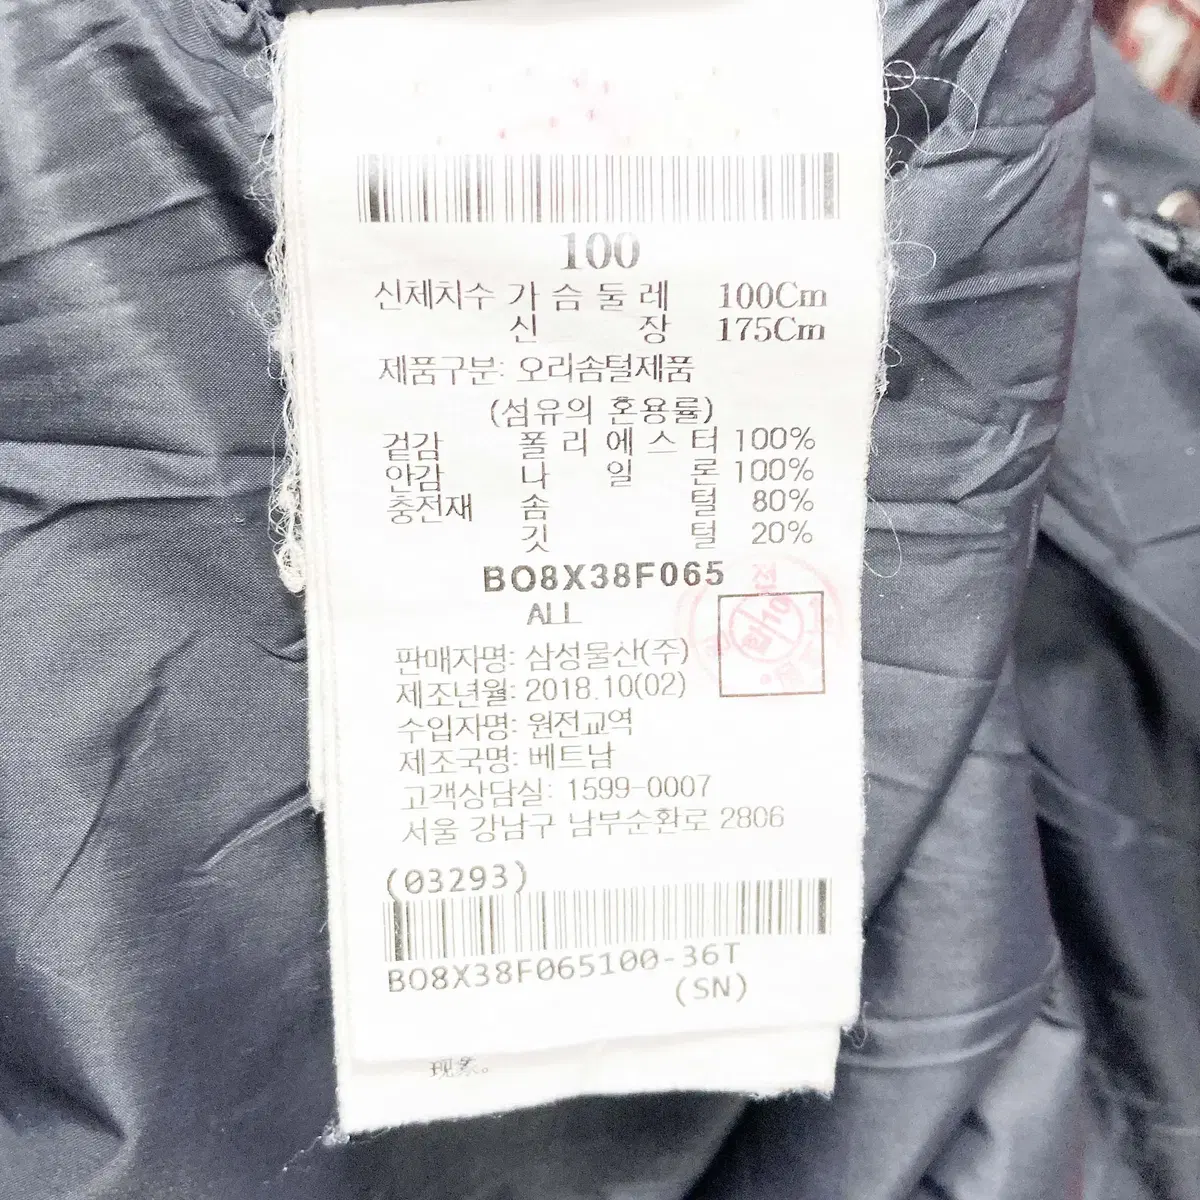 100
신체치수 가슴둘레 100Cm
신장 175Cm
제품구분: 오리솜털제품
(섬유의 혼용률)
겉감 폴리에스터 100%
안감 나일론 100%
충전재 솜털 80%
깃털 20%
BO8X38F065
ALL
판매자명: 삼성물산(주)
제조년월: 2018.10(02)
수입자명: 원전교역
제조국명: 베트남
고객상담실: 1599-0007
서울 강남구 남부순환로 2806
(03293)
BO8X38F065100-36T
(SN)
现象。